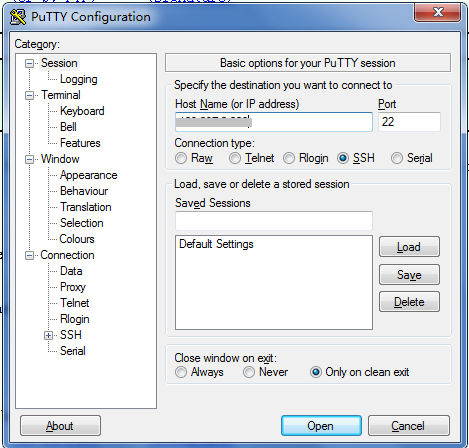 PuTTY Configuration
Category:
Session
Logging
Terminal
Keyboard
Bell
Features
Window
Appearance
Behaviour
Translation
Selection
Colours
Connection
Data
Proxy
Telnet
Rlogin
SSH
Serial
Basic options for your PuTTY session
Specify the destination you want to connect to
Host Name (or IP address) Port
22
Connection type:
Raw Telnet Rlogin SSH Serial
Load, save or delete a stored session
Saved Sessions
Default Settings
Load
Save
Delete
Close window on exit:
Always Never Only on clean exit
About Open Cancel